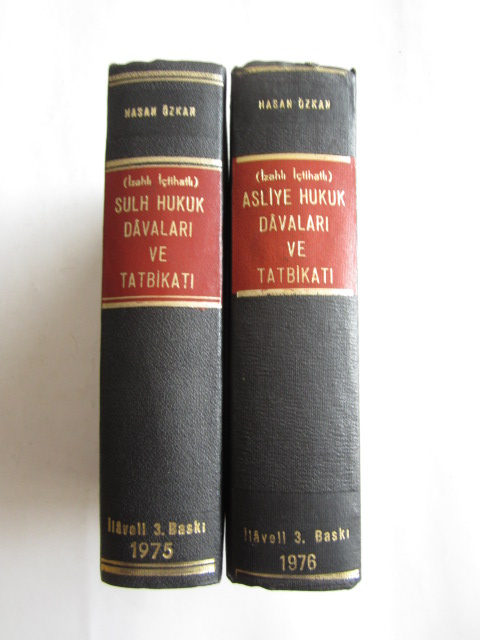 HASAN ÖZKAN
(İzahlı İçtihatlı)
SULH HUKUK
DÂVALARI
VE
TATBİKATI
İlâveli 3. Baskı
1975
HASAN ÖZKAN
(İzahlı İçtihatlı)
ASLİYE HUKUK
DÂVALARI
VE
TATBİKATI
İlâveli 3. Baskı
1976